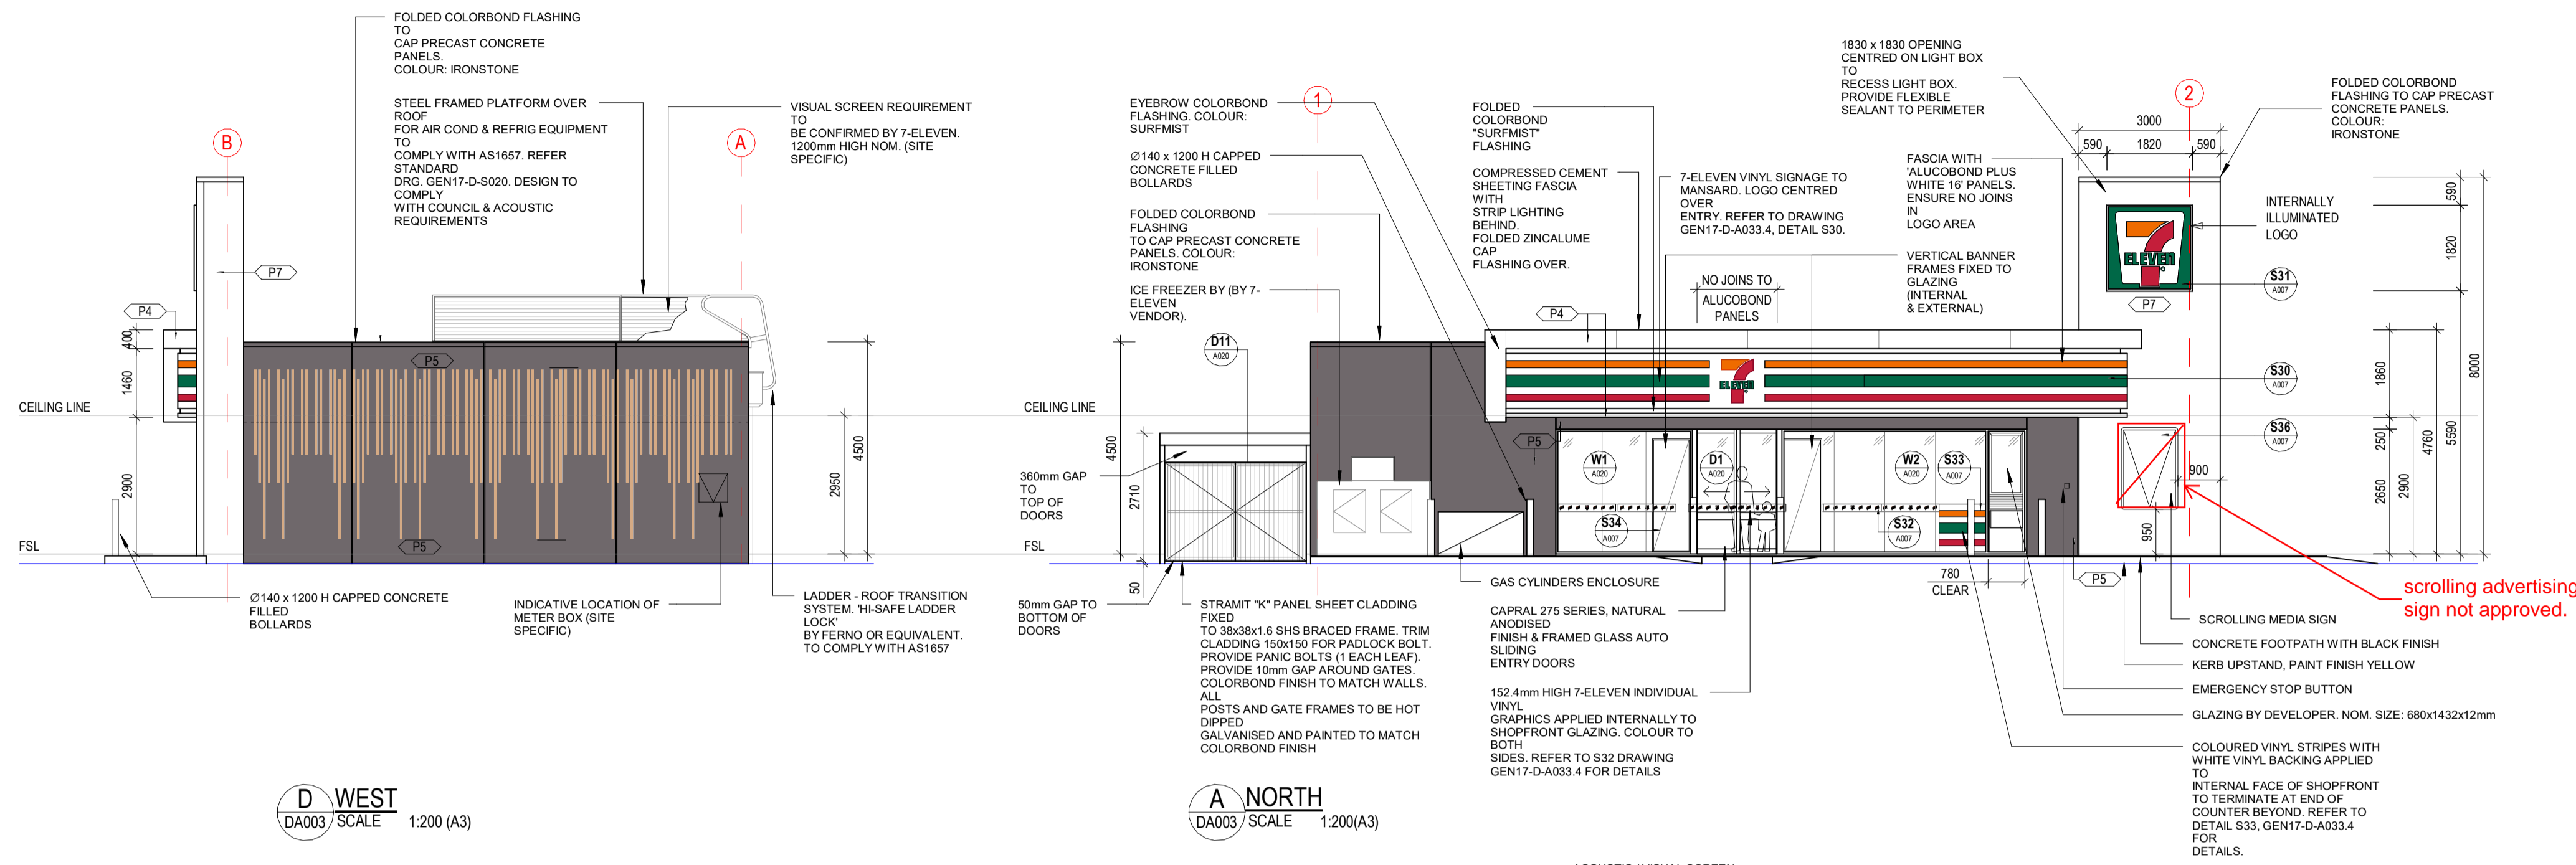 FOLDED COLORBOND FLASHING
TO
CAP PRECAST CONCRETE
PANELS.
COLOUR: IRONSTONE
STEEL FRAMED PLATFORM OVER
ROOF
FOR AIR COND & REFRIG EQUIPMENT
TO
COMPLY WITH AS1657. REFER
STANDARD
DRG. GEN17-D-S020. DESIGN TO
COMPLY
WITH COUNCIL & ACOUSTIC
REQUIREMENTS
VISUAL SCREEN REQUIREMENT
TO
BE CONFIRMED BY 7-ELEVEN.
1200mm HIGH NOM. (SITE
SPECIFIC)
B
A
P7
P4
P5
P5
400
1460
2900
2950
4500
CEILING LINE
FSL
Ø140 x 1200 H CAPPED CONCRETE
FILLED
BOLLARDS
INDICATIVE LOCATION OF
METER BOX (SITE
SPECIFIC)
LADDER - ROOF TRANSITION
SYSTEM. 'HI-SAFE LADDER
LOCK'
BY FERNO OR EQUIVALENT.
TO COMPLY WITH AS1657
D
DA003
WEST
SCALE 1:200 (A3)
EYEBROW COLORBOND
FLASHING. COLOUR:
SURFMIST
Ø140 x 1200 H CAPPED
CONCRETE FILLED
BOLLARDS
FOLDED COLORBOND
FLASHING
TO CAP PRECAST CONCRETE
PANELS. COLOUR:
IRONSTONE
ICE FREEZER BY (BY 7-
ELEVEN
VENDOR).
D11
A020
1
FOLDED
COLORBOND
"SURFMIST"
FLASHING
COMPRESSED CEMENT
SHEETING FASCIA
WITH
STRIP LIGHTING
BEHIND.
FOLDED ZINCALUME
CAP
FLASHING OVER.
7-ELEVEN VINYL SIGNAGE TO
MANSARD. LOGO CENTRED
OVER
ENTRY. REFER TO DRAWING
GEN17-D-A033.4, DETAIL S30.
NO JOINS TO
ALUCOBOND
PANELS
1830 x 1830 OPENING
CENTRED ON LIGHT BOX
TO
RECESS LIGHT BOX.
PROVIDE FLEXIBLE
SEALANT TO PERIMETER
FASCIA WITH
'ALUCOBOND PLUS
WHITE 16' PANELS.
ENSURE NO JOINS
IN
LOGO AREA
VERTICAL BANNER
FRAMES FIXED TO
GLAZING
(INTERNAL
& EXTERNAL)
2
3000
590
1820
590
FOLDED COLORBOND
FLASHING TO CAP PRECAST
CONCRETE PANELS.
COLOUR:
IRONSTONE
INTERNALLY
ILLUMINATED
LOGO
7
ELEVEN
S31
A007
P7
P4
7
ELEVEN
S30
A007
S36
A007
590
1820
1860
8000
250
4760
5590
2650
2900
900
950
CEILING LINE
4500
2710
360mm GAP
TO
TOP OF
DOORS
FSL
50
50mm GAP TO
BOTTOM OF
DOORS
P5
W1
A020
D1
A020
W2
A020
S33
A007
S34
A007
S32
A007
P5
780
CLEAR
STRAMIT "K" PANEL SHEET CLADDING
FIXED
TO 38x38x1.6 SHS BRACED FRAME. TRIM
CLADDING 150x150 FOR PADLOCK BOLT.
PROVIDE PANIC BOLTS (1 EACH LEAF).
PROVIDE 10mm GAP AROUND GATES.
COLORBOND FINISH TO MATCH WALLS.
ALL
POSTS AND GATE FRAMES TO BE HOT
DIPPED
GALVANISED AND PAINTED TO MATCH
COLORBOND FINISH
GAS CYLINDERS ENCLOSURE
CAPRAL 275 SERIES, NATURAL
ANODISED
FINISH & FRAMED GLASS AUTO
SLIDING
ENTRY DOORS
152.4mm HIGH 7-ELEVEN INDIVIDUAL
VINYL
GRAPHICS APPLIED INTERNALLY TO
SHOPFRONT GLAZING. COLOUR TO
BOTH
SIDES. REFER TO S32 DRAWING
GEN17-D-A033.4 FOR DETAILS
scrolling advertising
sign not approved.
SCROLLING MEDIA SIGN
CONCRETE FOOTPATH WITH BLACK FINISH
KERB UPSTAND, PAINT FINISH YELLOW
EMERGENCY STOP BUTTON
GLAZING BY DEVELOPER. NOM. SIZE: 680x1432x12mm
COLOURED VINYL STRIPES WITH
WHITE VINYL BACKING APPLIED
TO
INTERNAL FACE OF SHOPFRONT
TO TERMINATE AT END OF
COUNTER BEYOND. REFER TO
DETAIL S33, GEN17-D-A033.4
FOR
DETAILS.
A
DA003
NORTH
SCALE 1:200(A3)